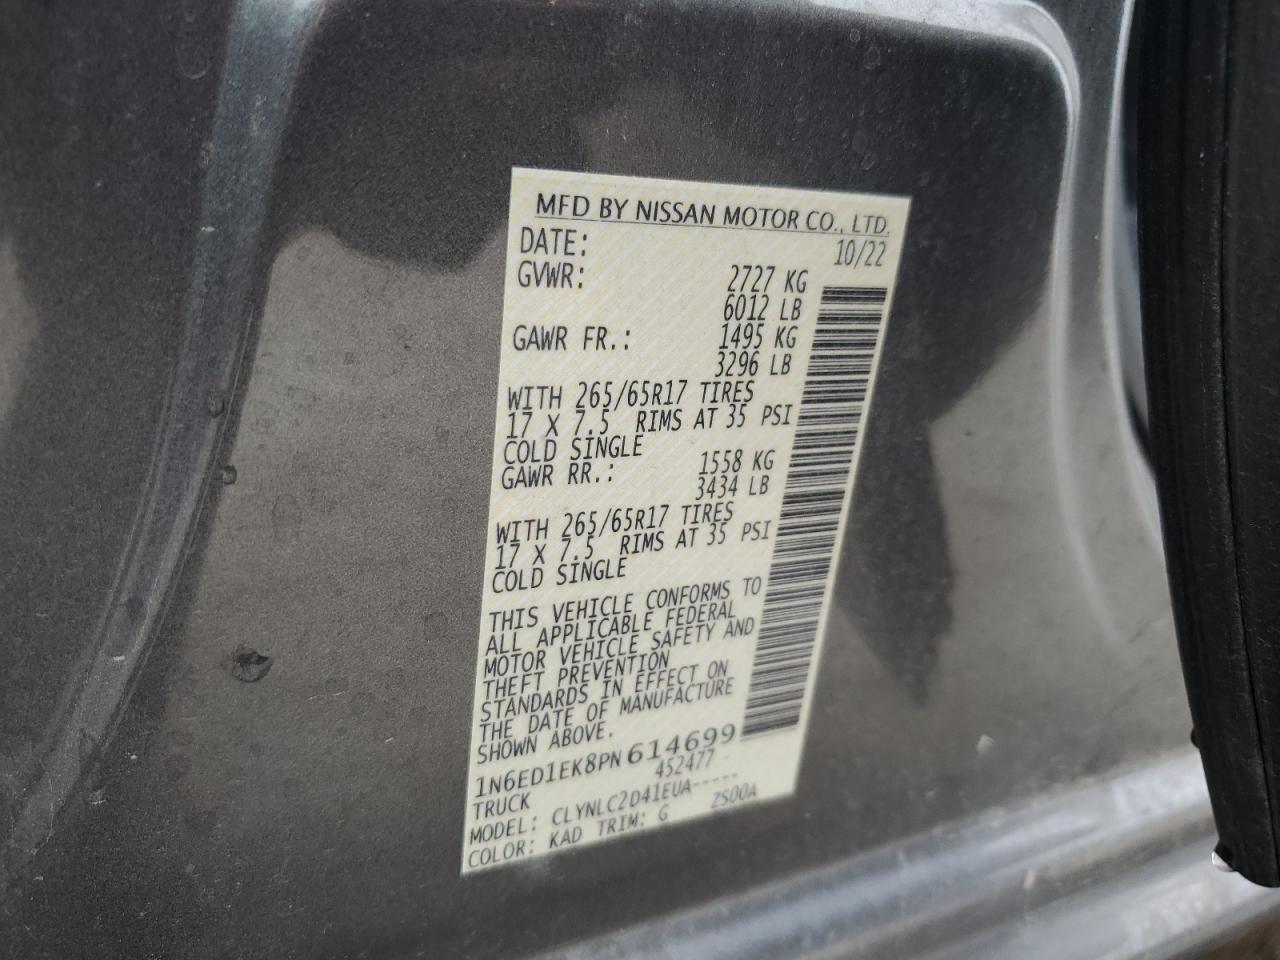 MFD BY NISSAN MOTOR CO., LTD.
DATE: 10/22
GVWR: 2727 KG
6012 LB
GAWR FR.: 1495 KG
3296 LB
WITH 265/65R17 TIRES
17 X 7.5 RIMS AT 35 PSI
COLD SINGLE
GAWR RR.: 1558 KG
3434 LB
WITH 265/65R17 TIRES
17 X 7.5 RIMS AT 35 PSI
COLD SINGLE
THIS VEHICLE CONFORMS TO
ALL APPLICABLE FEDERAL
MOTOR VEHICLE SAFETY AND
THEFT PREVENTION
STANDARDS IN EFFECT ON
THE DATE OF MANUFACTURE
SHOWN ABOVE.
1N6ED1EK8PN614699
TRUCK 452477
MODEL: CLYNLC2D41EUA-----
COLOR: KAD TRIM: G ZS00A